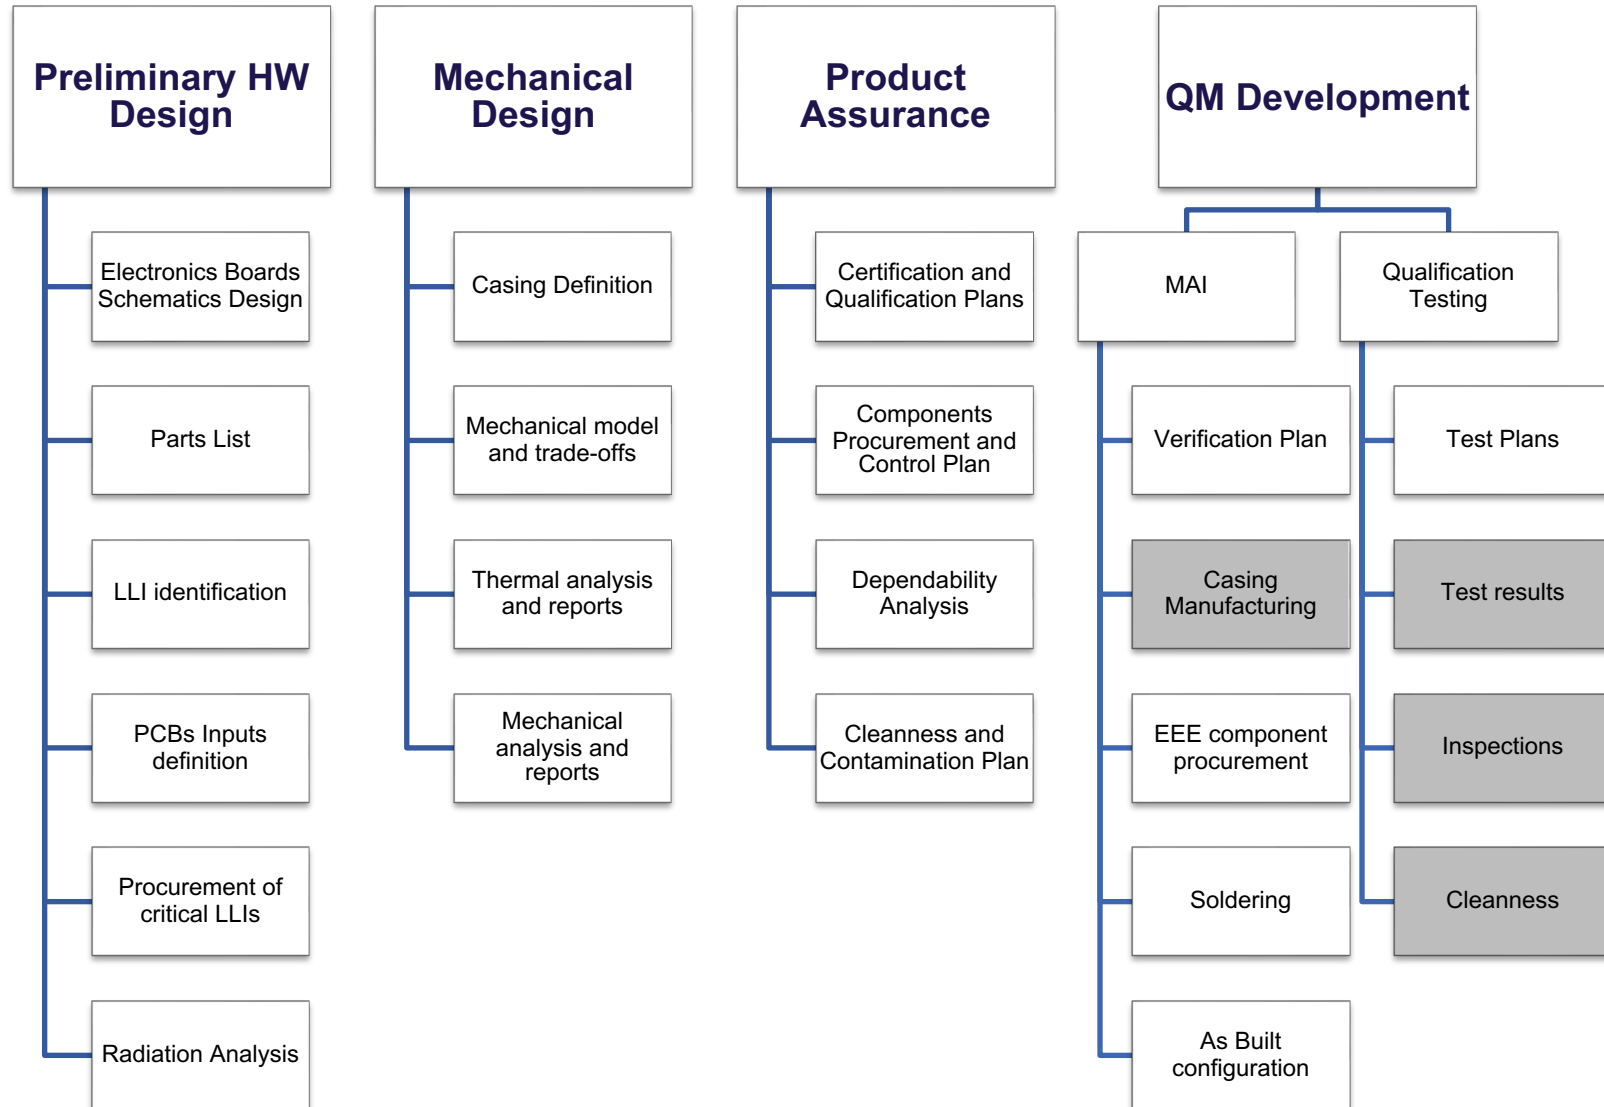 Preliminary HW
Design
Electronics Boards
Schematics Design
Parts List
LLI identification
PCBs Inputs
definition
Procurement of
critical LLIs
Radiation Analysis
Mechanical
Design
Casing Definition
Mechanical model
and trade-offs
Thermal analysis
and reports
Mechanical
analysis and
reports
Product
Assurance
Certification and
Qualification Plans
Components
Procurement and
Control Plan
Dependability
Analysis
Cleanness and
Contamination Plan
QM Development
MAI
Verification Plan
Casing
Manufacturing
EEE component
procurement
Soldering
As Built
configuration
Qualification
Testing
Test Plans
Test results
Inspections
Cleanness